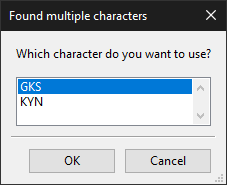 Found multiple characters
Which character do you want to use?
GKS
KYN
OK
Cancel